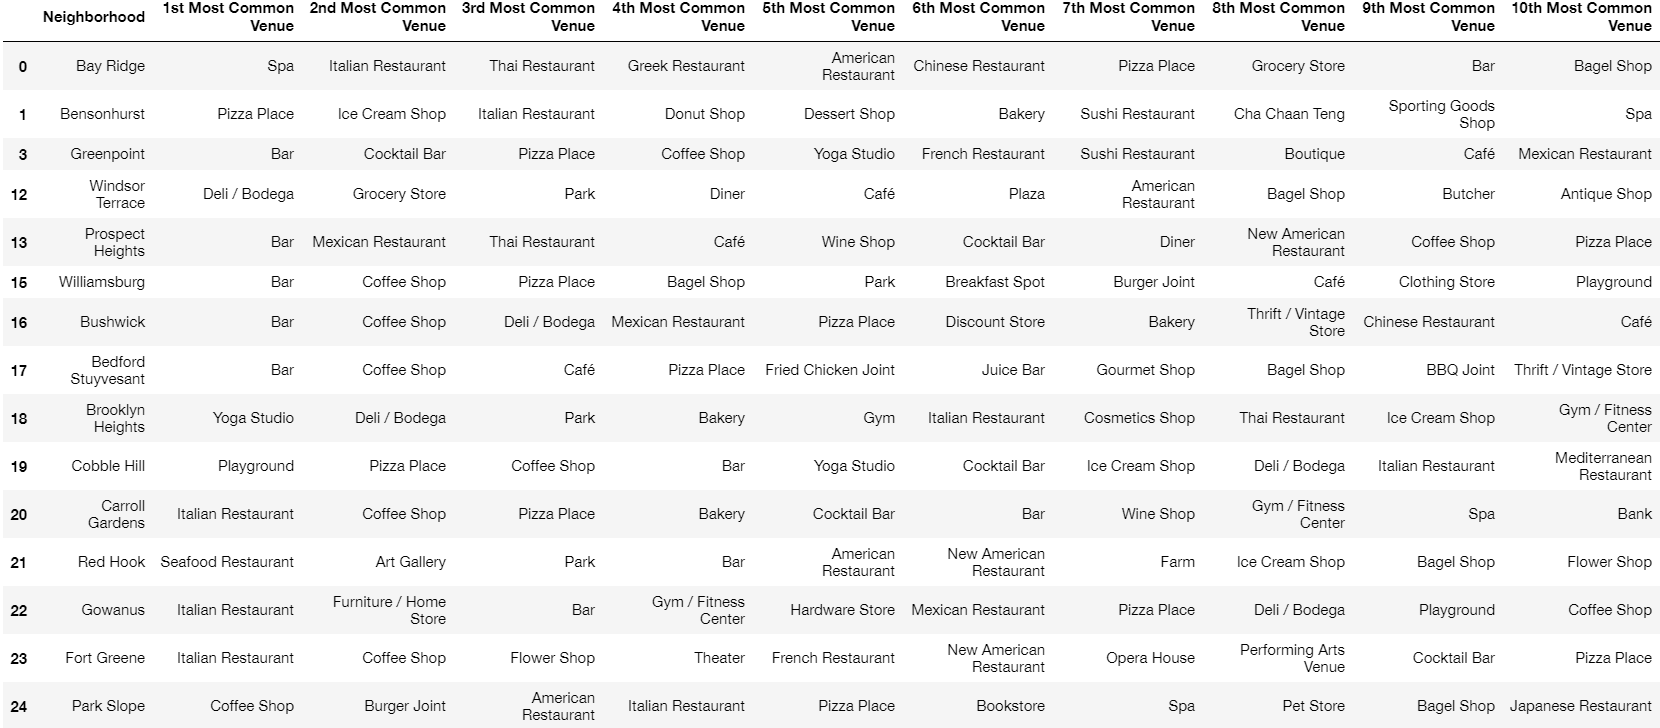 Neighborhood 1st Most Common Venue 2nd Most Common Venue 3rd Most Common Venue 4th Most Common Venue 5th Most Common Venue 6th Most Common Venue 7th Most Common Venue 8th Most Common Venue 9th Most Common Venue 10th Most Common Venue
0 Bay Ridge Spa Italian Restaurant Thai Restaurant Greek Restaurant American Restaurant Chinese Restaurant Pizza Place Grocery Store Bar Bagel Shop
1 Bensonhurst Pizza Place Ice Cream Shop Italian Restaurant Donut Shop Dessert Shop Bakery Sushi Restaurant Cha Chaan Teng Sporting Goods Shop Spa
3 Greenpoint Bar Cocktail Bar Pizza Place Coffee Shop Yoga Studio French Restaurant Sushi Restaurant Boutique Café Mexican Restaurant
12 Windsor Terrace Deli / Bodega Grocery Store Park Diner Café Plaza American Restaurant Bagel Shop Butcher Antique Shop
13 Prospect Heights Bar Mexican Restaurant Thai Restaurant Café Wine Shop Cocktail Bar Diner New American Restaurant Coffee Shop Pizza Place
15 Williamsburg Bar Coffee Shop Pizza Place Bagel Shop Park Breakfast Spot Burger Joint Café Clothing Store Playground
16 Bushwick Bar Coffee Shop Deli / Bodega Mexican Restaurant Pizza Place Discount Store Bakery Thrift / Vintage Store Chinese Restaurant Café
17 Bedford Stuyvesant Bar Coffee Shop Café Pizza Place Fried Chicken Joint Juice Bar Gourmet Shop Bagel Shop BBQ Joint Thrift / Vintage Store
18 Brooklyn Heights Yoga Studio Deli / Bodega Park Bakery Gym Italian Restaurant Cosmetics Shop Thai Restaurant Ice Cream Shop Gym / Fitness Center
19 Cobble Hill Playground Pizza Place Coffee Shop Bar Yoga Studio Cocktail Bar Ice Cream Shop Deli / Bodega Italian Restaurant Mediterranean Restaurant
20 Carroll Gardens Italian Restaurant Coffee Shop Pizza Place Bakery Cocktail Bar Bar Wine Shop Gym / Fitness Center Spa Bank
21 Red Hook Seafood Restaurant Art Gallery Park Bar American Restaurant New American Restaurant Farm Ice Cream Shop Bagel Shop Flower Shop
22 Gowanus Italian Restaurant Furniture / Home Store Bar Gym / Fitness Center Hardware Store Mexican Restaurant Pizza Place Deli / Bodega Playground Coffee Shop
23 Fort Greene Italian Restaurant Coffee Shop Flower Shop Theater French Restaurant New American Restaurant Opera House Performing Arts Venue Cocktail Bar Pizza Place
24 Park Slope Coffee Shop Burger Joint American Restaurant Italian Restaurant Pizza Place Bookstore Spa Pet Store Bagel Shop Japanese Restaurant